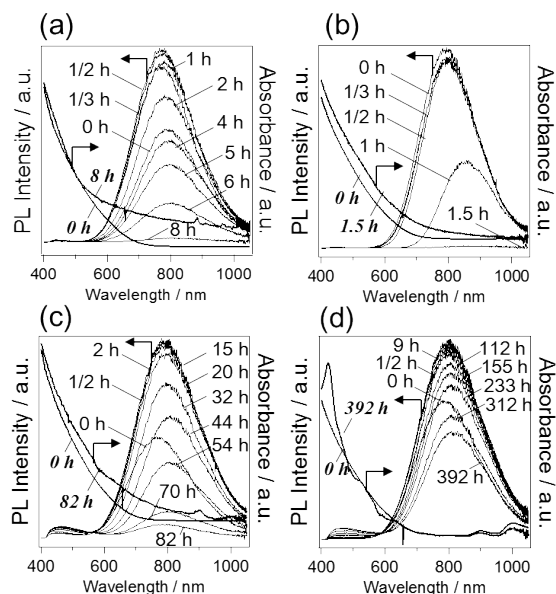 (a)
PL Intensity / a.u.
Absorbance / a.u.
1 h
1/2 h
2 h
1/3 h
4 h
0 h
5 h
8 h
6 h
0 h
8 h
400 600 800 1000
Wavelength / nm
(b)
PL Intensity / a.u.
Absorbance / a.u.
0 h
1/3 h
1/2 h
1 h
0 h
1.5 h
1.5 h
400 600 800 1000
Wavelength / nm
(c)
PL Intensity / a.u.
Absorbance / a.u.
2 h
15 h
20 h
1/2 h
32 h
0 h
44 h
54 h
0 h
70 h
82 h
82 h
400 600 800 1000
Wavelength / nm
(d)
PL Intensity / a.u.
Absorbance / a.u.
9 h
112 h
1/2 h
155 h
0 h
233 h
392 h
312 h
0 h
392 h
400 600 800 1000
Wavelength / nm